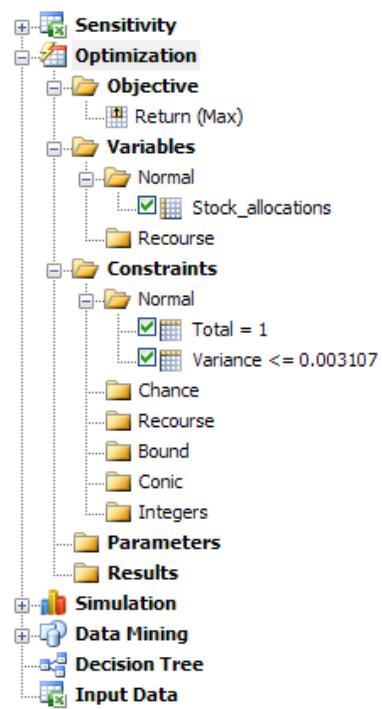 Sensitivity
Optimization
Objective
Return (Max)
Variables
Normal
Stock_allocations
Recourse
Constraints
Normal
Total = 1
Variance <= 0.003107
Chance
Recourse
Bound
Conic
Integers
Parameters
Results
Simulation
Data Mining
Decision Tree
Input Data